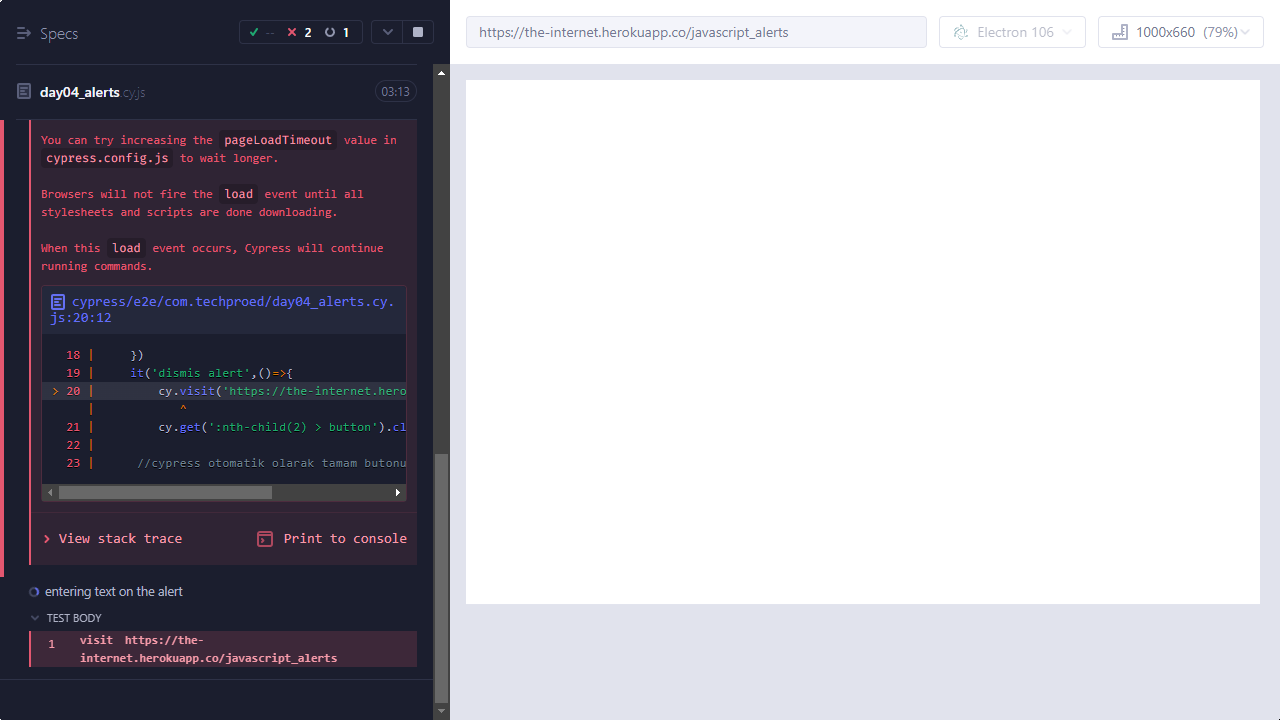 Specs
-- 2 1
https://the-internet.herokuapp.co/javascript_alerts
Electron 106
1000x660 (79%)
day04_alerts.cy.js
03:13
You can try increasing the pageLoadTimeout value in
cypress.config.js to wait longer.
Browsers will not fire the load event until all
stylesheets and scripts are done downloading.
When this load event occurs, Cypress will continue
running commands.
cypress/e2e/com.techproed/day04_alerts.cy.
js:20:12
18 | })
19 | it('dismis alert',()=>{
> 20 | cy.visit('https://the-internet.hero
| ^
21 | cy.get(':nth-child(2) > button').cl
22 |
23 | //cypress otomatik olarak tamam butonu
View stack trace
Print to console
entering text on the alert
TEST BODY
1 visit https://the-
internet.herokuapp.co/javascript_alerts